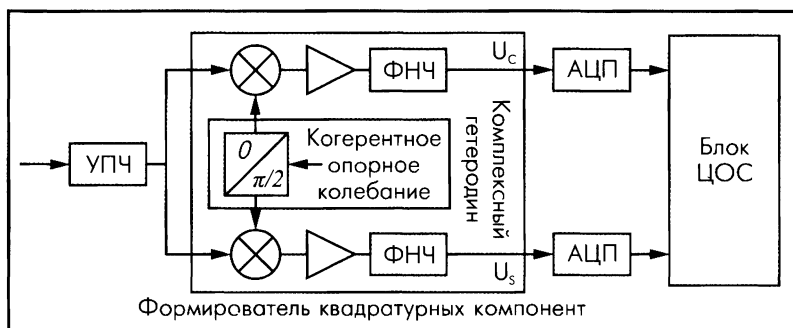 ФНЧ
U_C
АЦП
УПЧ
0
π/2
Когерентное
опорное
колебание
Комплексный
гетеродин
Блок
ЦОС
ФНЧ
U_S
АЦП
Формирователь квадратурных компонент